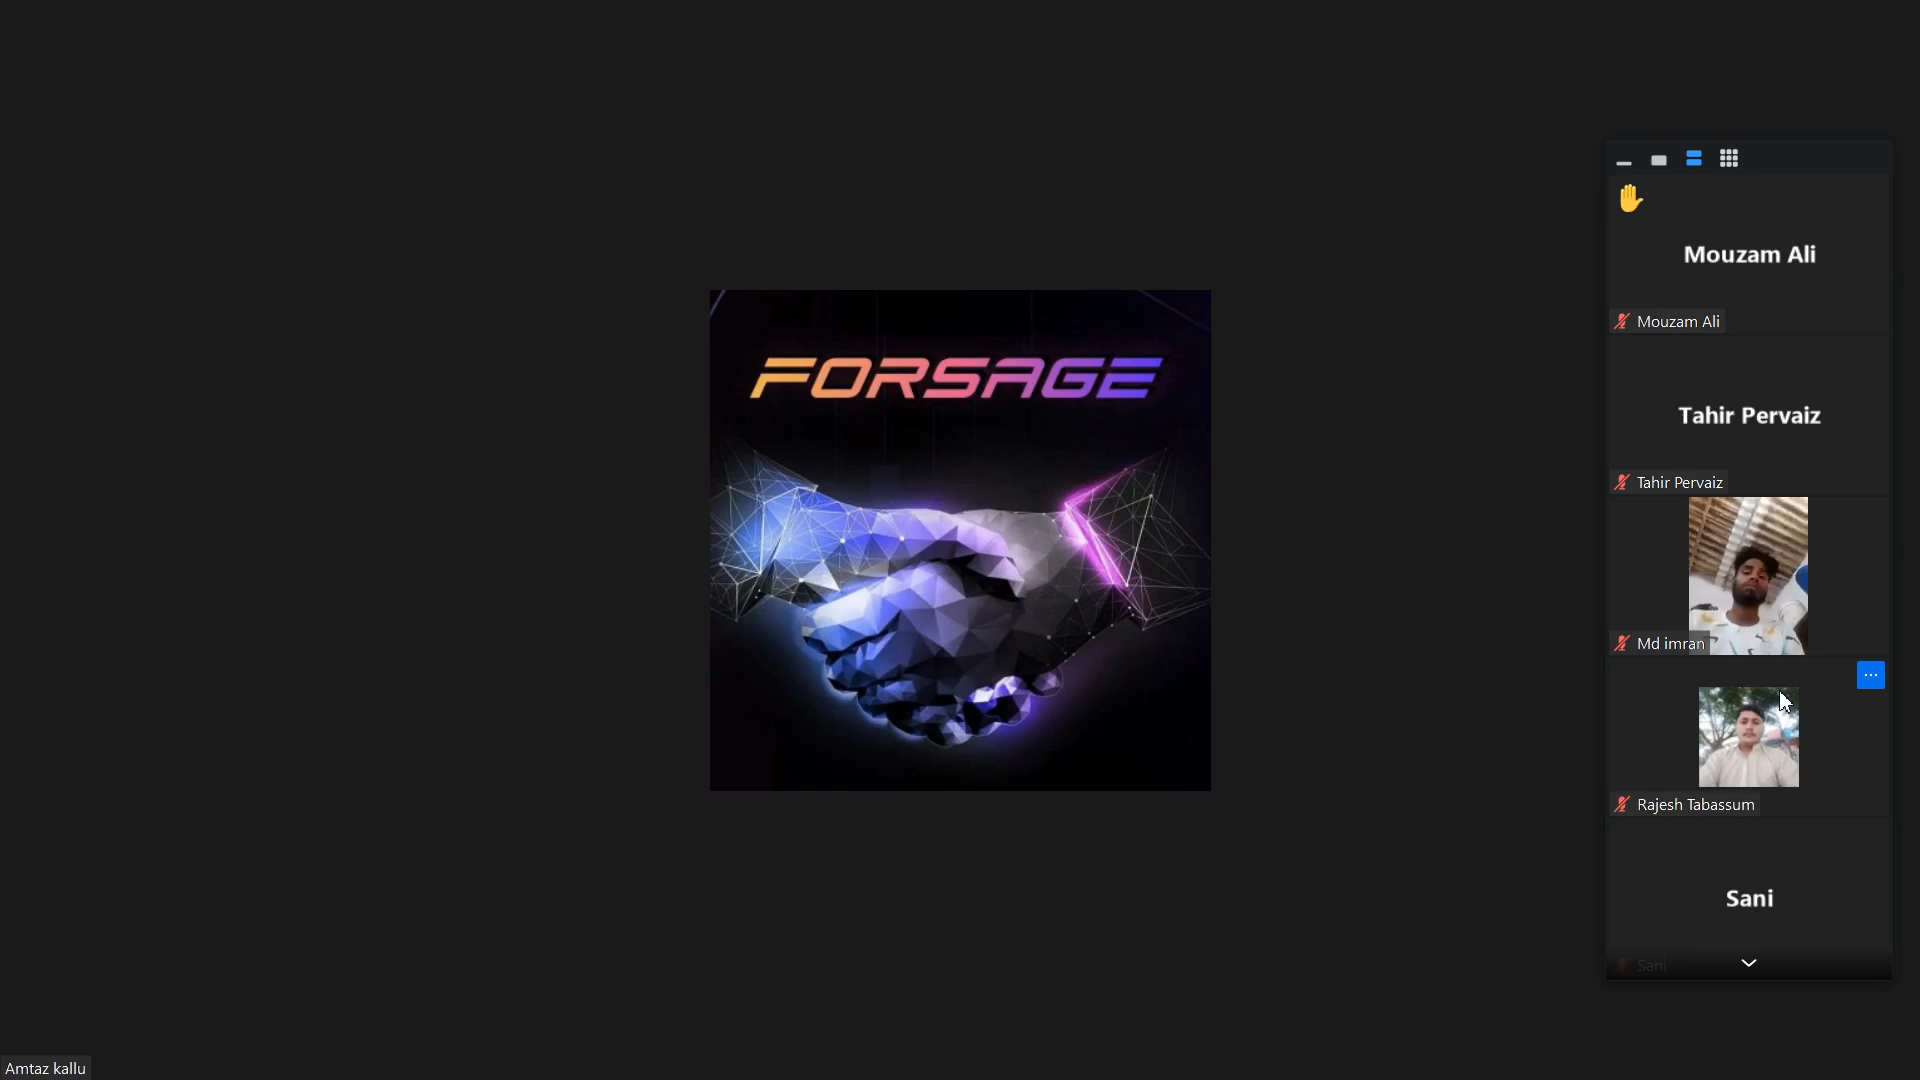 FORSAGE
Mouzam Ali
Mouzam Ali
Tahir Pervaiz
Tahir Pervaiz
Md imran
Rajesh Tabassum
Sani
Sani
Amtaz kallu